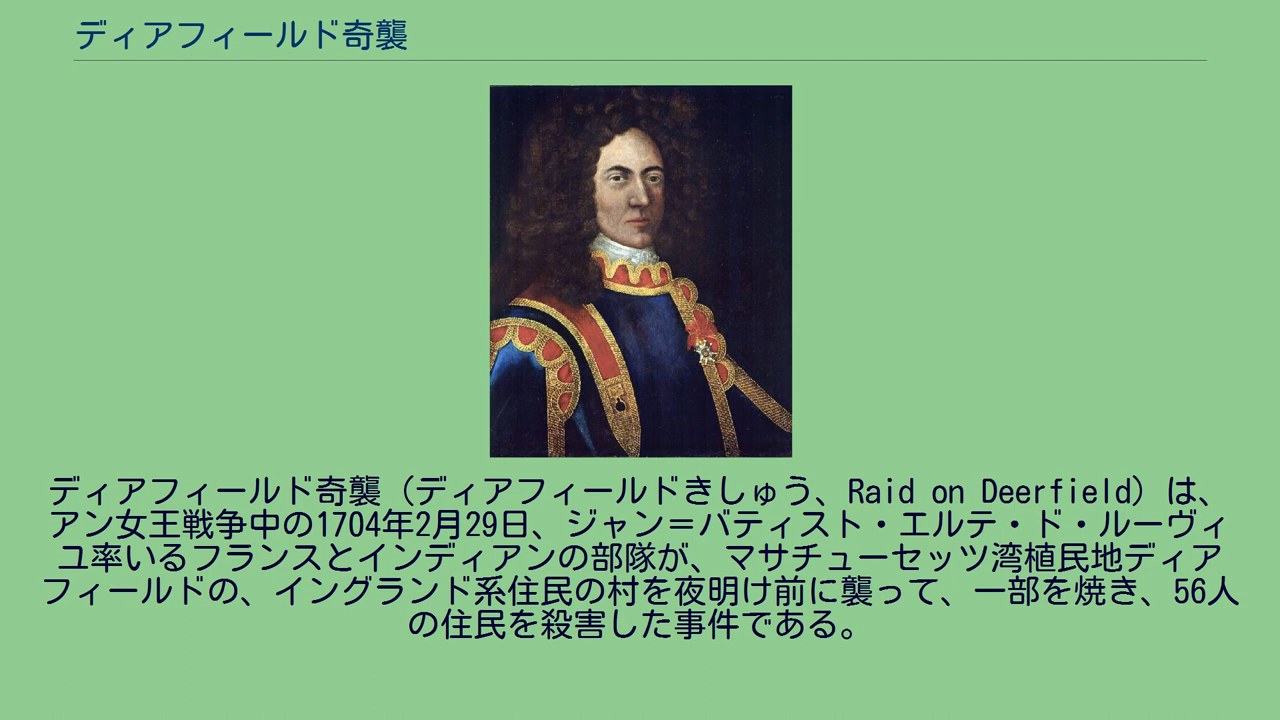 ディアフィールド奇襲
ディアフィールド奇襲（ディアフィールドきしゅう、Raid on Deerfield）は、
アン女王戦争中の1704年2月29日、ジャン＝バティスト・エルテ・ド・ルーヴィ
ユ率いるフランスとインディアンの部隊が、マサチューセッツ湾植民地ディア
フィールドの、イングランド系住民の村を夜明け前に襲って、一部を焼き、56人
の住民を殺害した事件である。